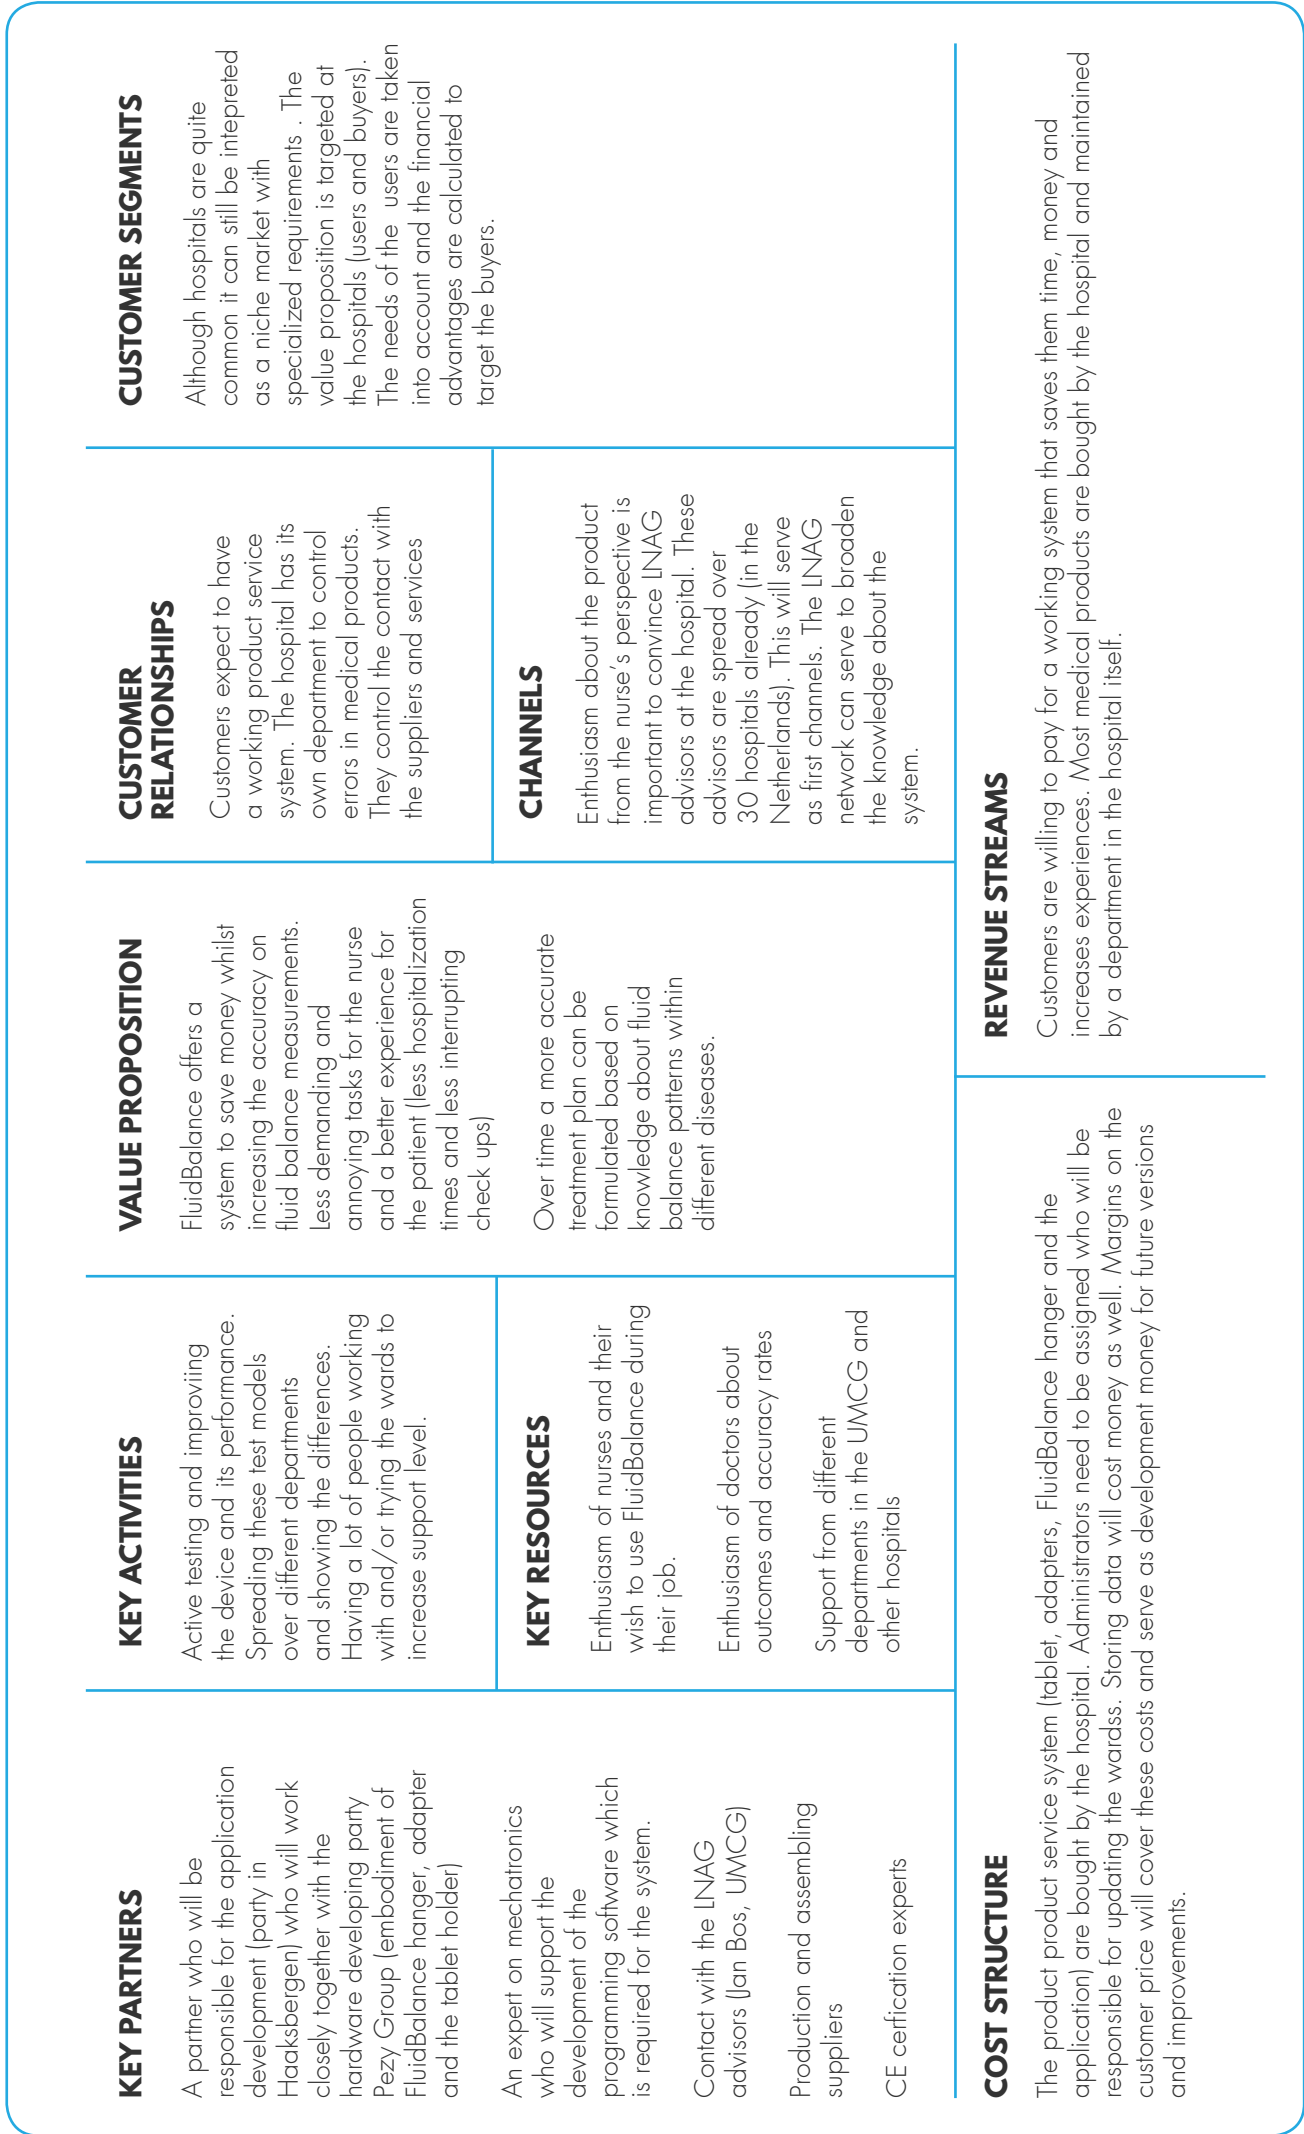 KEY PARTNERS
A partner who will be
responsible for the application
development (party in
Haaksbergen) who will work
closely together with the
hardware developing party
Pezy Group (embodiment of
FluidBalance hanger, adapter
and the tablet holder)
An expert on mechatronics
who will support the
development of the
programming software which
is required for the system.
Contact with the LNAG
advisors (Jan Bos, UMCG)
Production and assembling
suppliers
CE cerfication experts
KEY ACTIVITIES
Active testing and improviing
the device and its performance.
Spreading these test models
over different departments
and showing the differences.
Having a lot of people working
with and/or trying the wards to
increase support level.
KEY RESOURCES
Enthusiasm of nurses and their
wish to use FluidBalance during
their job.
Enthusiasm of doctors about
outcomes and accuracy rates
Support from different
departments in the UMCG and
other hospitals
VALUE PROPOSITION
FluidBalance offers a
system to save money whilst
increasing the accuracy on
fluid balance measurements.
Less demanding and
annoying tasks for the nurse
and a better experience for
the patient (less hospitalization
times and less interrupting
check ups)
Over time a more accurate
treatment plan can be
formulated based on
knowledge about fluid
balance patterns within
different diseases.
CUSTOMER
RELATIONSHIPS
Customers expect to have
a working product service
system. The hospital has its
own department to control
errors in medical products.
They control the contact with
the suppliers and services
CHANNELS
Enthusiasm about the product
from the nurse's perspective is
important to convince LNAG
advisors at the hospital. These
advisors are spread over
30 hospitals already (in the
Netherlands). This will serve
as first channels. The LNAG
network can serve to broaden
the knowledge about the
system.
CUSTOMER SEGMENTS
Although hospitals are quite
common it can still be intepreted
as a niche market with
specialized requirements . The
value proposition is targeted at
the hospitals (users and buyers).
The needs of the users are taken
into account and the financial
advantages are calculated to
target the buyers.
COST STRUCTURE
The product product service system (tablet, adapters, FluidBalance hanger and the
application) are bought by the hospital. Administrators need to be assigned who will be
responsible for updating the wardss. Storing data will cost money as well. Margins on the
customer price will cover these costs and serve as development money for future versions
and improvements.
REVENUE STREAMS
Customers are willing to pay for a working system that saves them time, money and
increases experiences. Most medical products are bought by the hospital and maintained
by a department in the hospital itself.